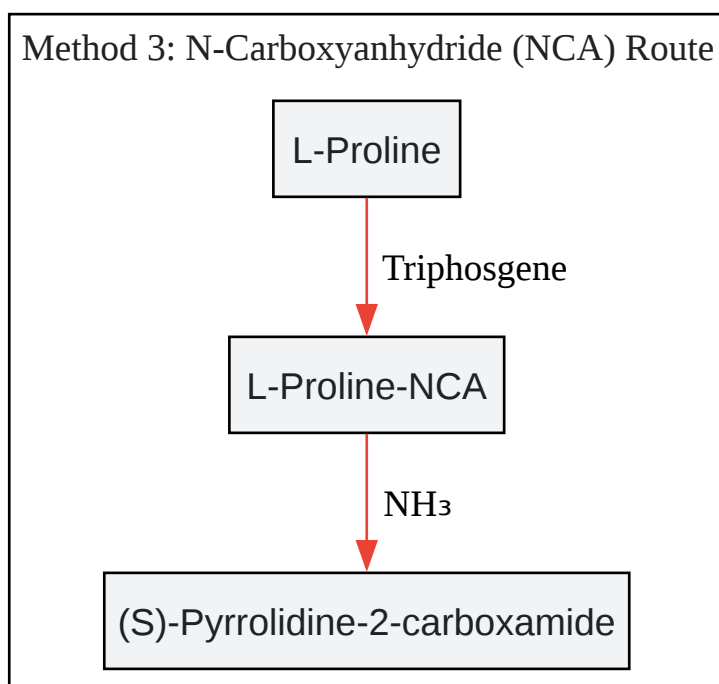 Method 3: N-Carboxyanhydride (NCA) Route
L-Proline
Triphosgene
L-Proline-NCA
NH₃
(S)-Pyrrolidine-2-carboxamide